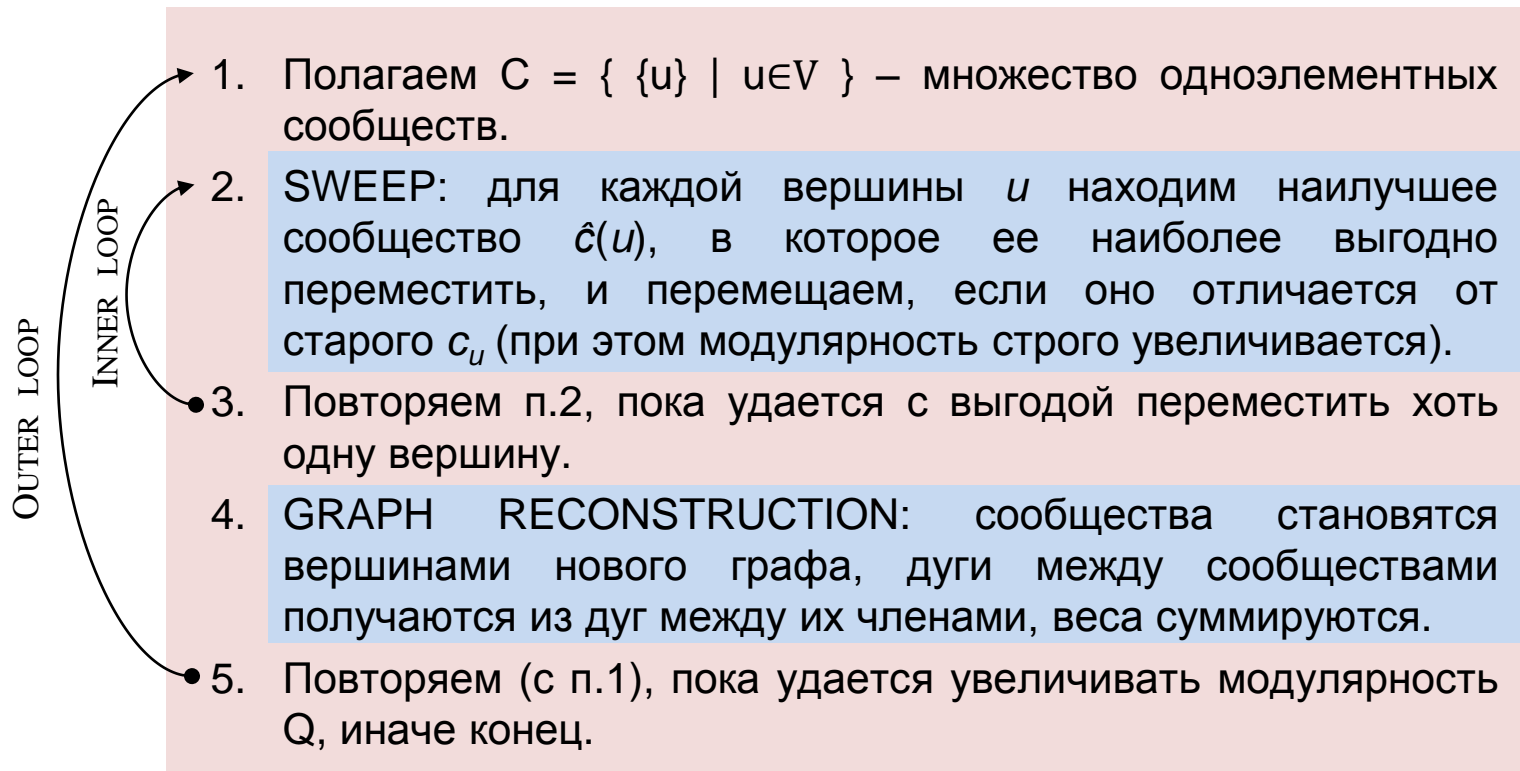 1. Полагаем C = { {u} | u∈V } – множество одноэлементных
сообществ.
2. SWEEP: для каждой вершины u находим наилучшее
сообщество ĉ(u), в которое ее наиболее выгодно
переместить, и перемещаем, если оно отличается от
старого cᵤ (при этом модулярность строго увеличивается).
3. Повторяем п.2, пока удается с выгодой переместить хоть
одну вершину.
4. GRAPH RECONSTRUCTION: сообщества становятся
вершинами нового графа, дуги между сообществами
получаются из дуг между их членами, веса суммируются.
5. Повторяем (с п.1), пока удается увеличивать модулярность
Q, иначе конец.
OUTER LOOP
INNER LOOP